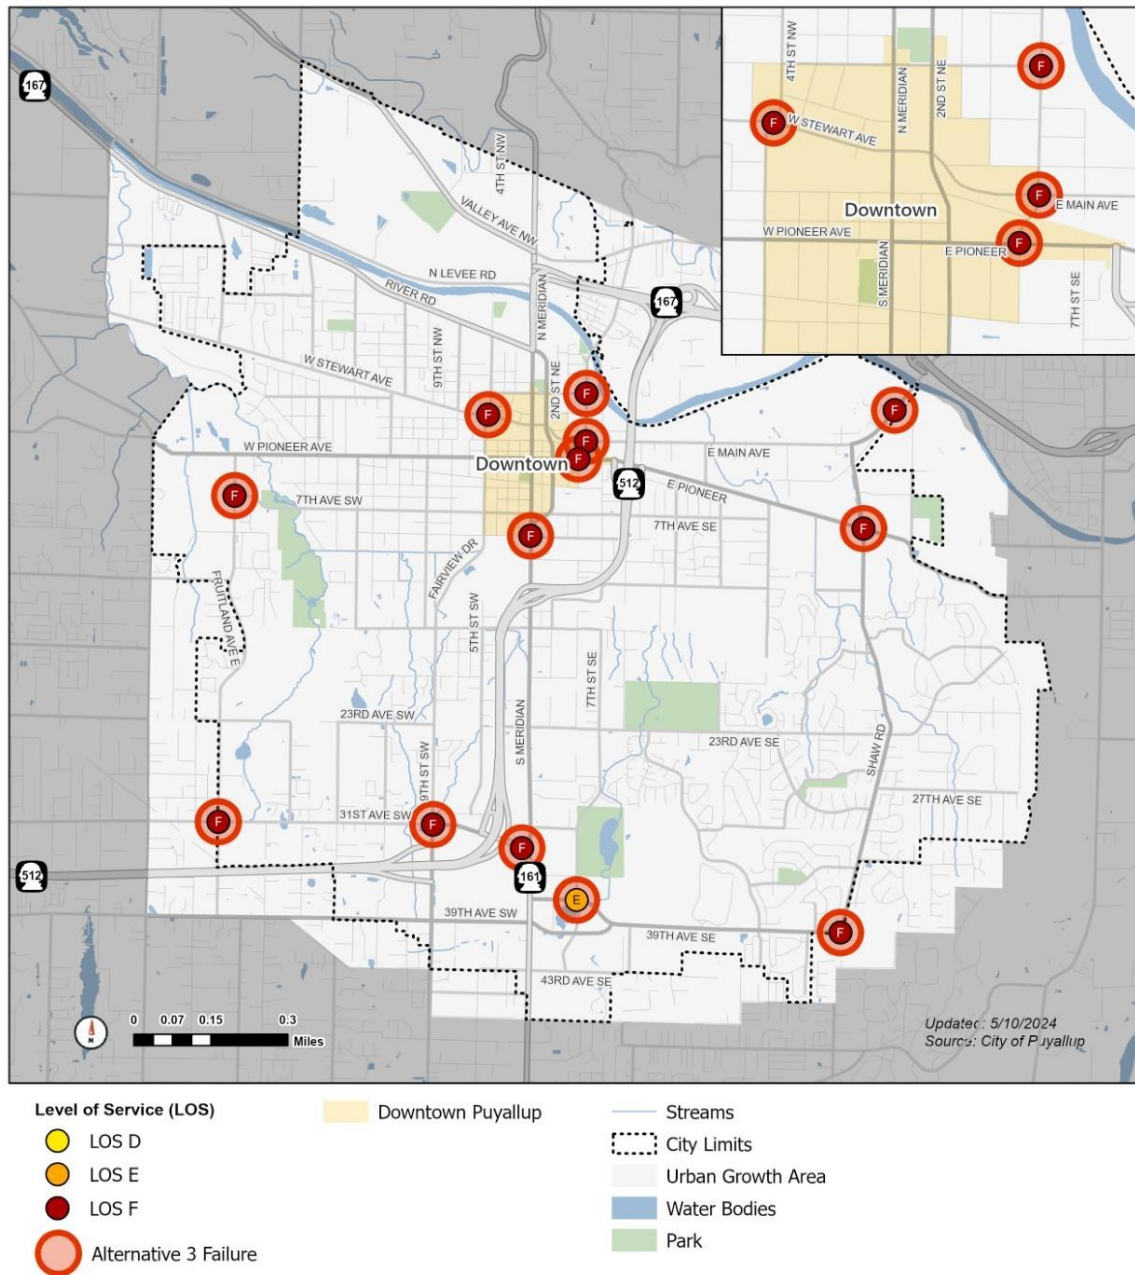 167
4TH ST NW
N MERIDIAN
2ND ST NE
F
F
W STEWART AVE
F
E MAIN AVE
Downtown
W PIONEER AVE
E PIONEER
F
S MERIDIAN
7TH ST SE
4TH ST NW
VALLEY AVE NW
N LEVEE RD
RIVER RD
N MERIDIAN
167
9TH ST NW
W STEWART AVE
2ND ST NE
F
F
F
F
F
W PIONEER AVE
Downtown
E MAIN AVE
512
E PIONEER
F
7TH AVE SW
7TH AVE SE
F
F
FAIRVIEW DR
FRUITLAND AVE E
5TH ST SW
7TH ST SE
23RD AVE SW
S MERIDIAN
23RD AVE SE
SHAW RD
9TH ST SW
27TH AVE SE
31ST AVE SW
F
F
F
512
161
E
39TH AVE SW
39TH AVE SE
F
43RD AVE SE
N
0 0.07 0.15 0.3
Miles
Updated: 5/10/2024
Source: City of Puyallup
Level of Service (LOS)
LOS D
LOS E
LOS F
Alternative 3 Failure
Downtown Puyallup
Streams
City Limits
Urban Growth Area
Water Bodies
Park